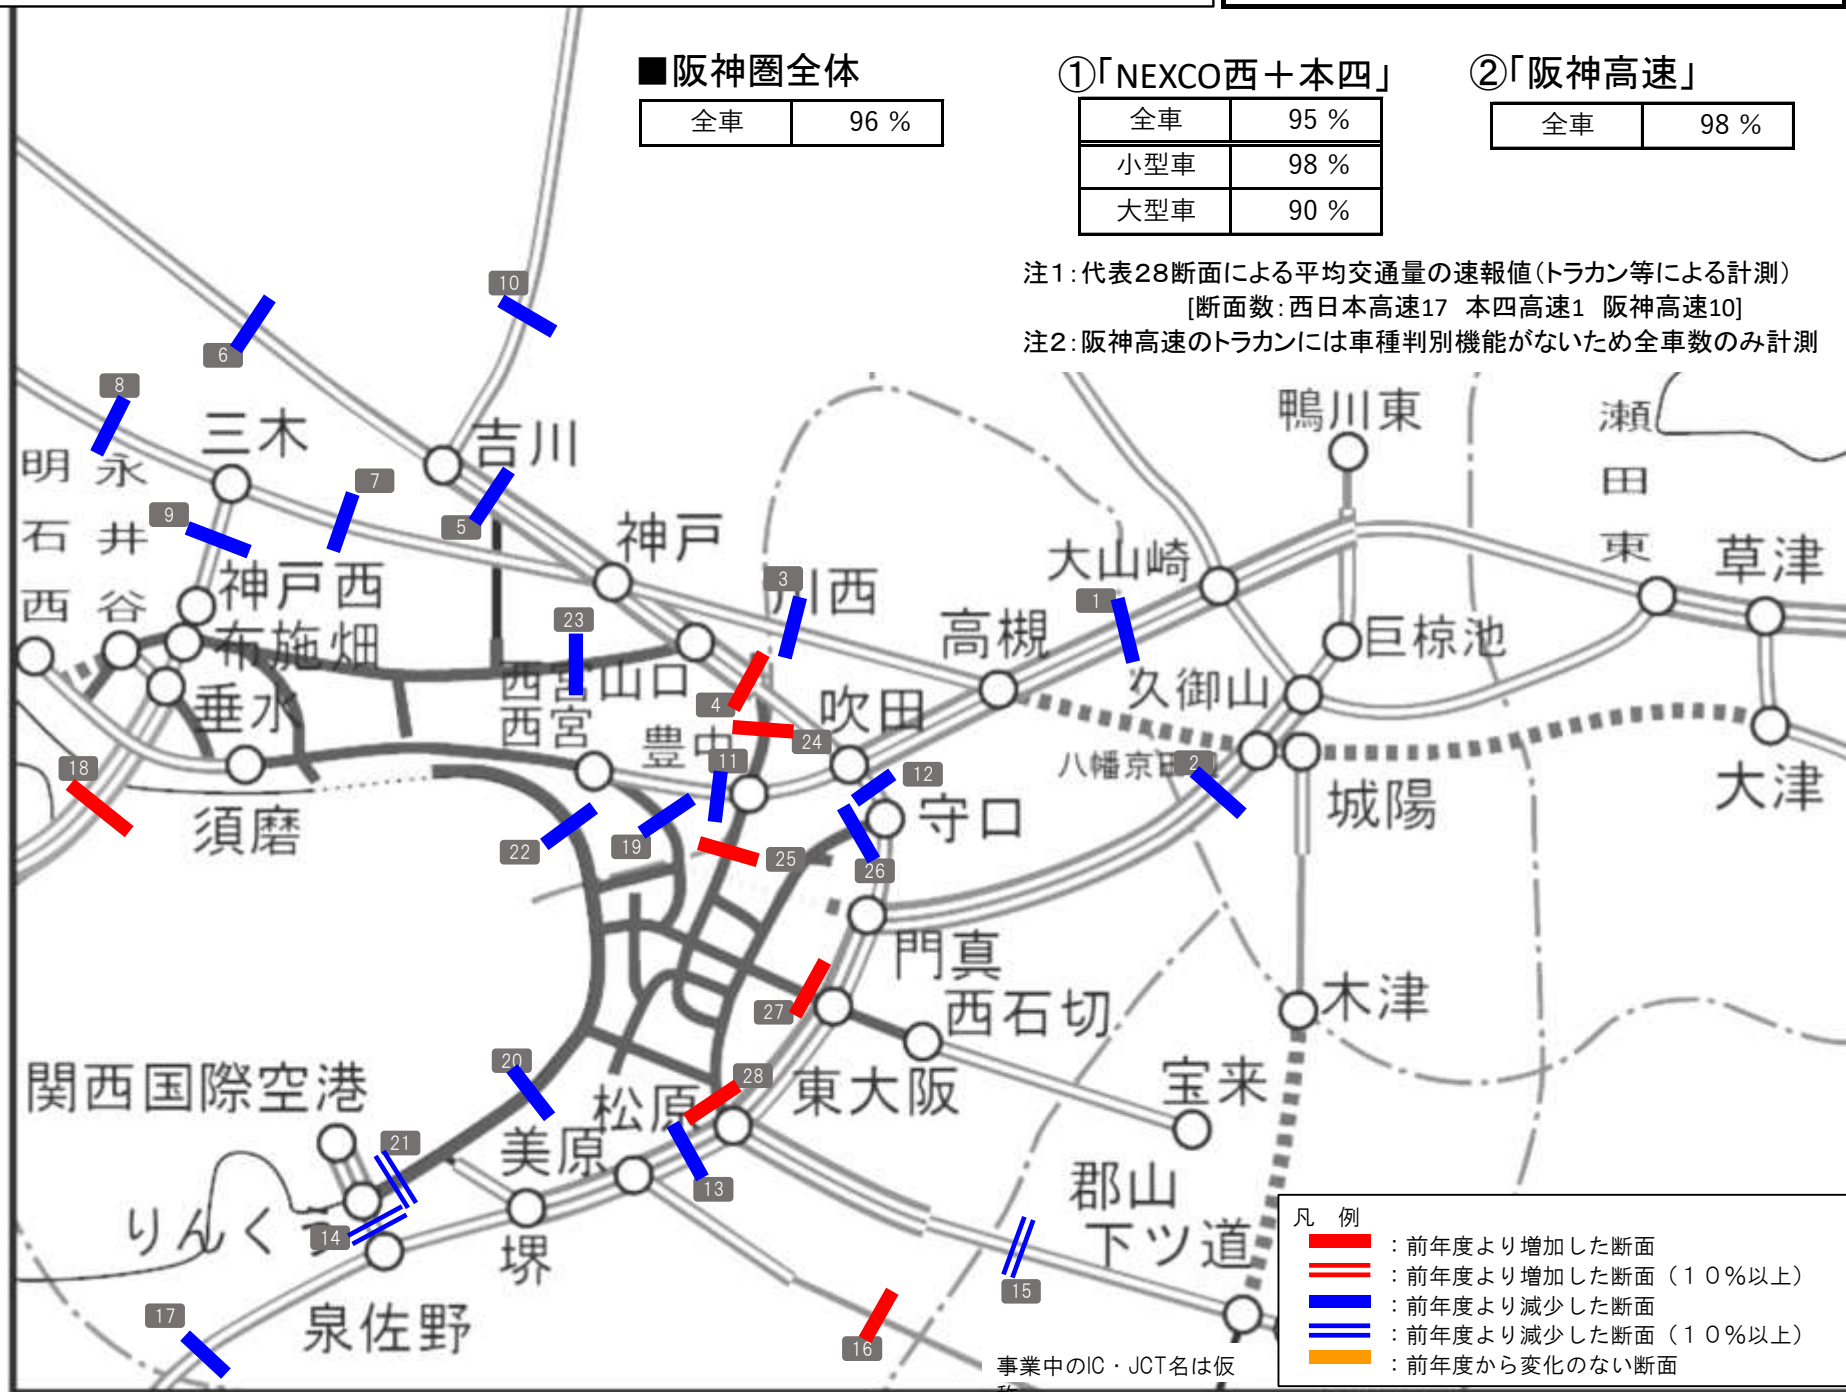 ■阪神圏全体
全車 96 %
①「NEXCO西＋本四」
全車 95 %
小型車 98 %
大型車 90 %
②「阪神高速」
全車 98 %
注1：代表28断面による平均交通量の速報値（トラカン等による計測）
[断面数：西日本高速17 本四高速1 阪神高速10]
注2：阪神高速のトラカンには車種判別機能がないため全車数のみ計測
10
6
8
三木
吉川
鴨川東
瀬田東
明石西
永井谷
7
9
5
神戸
大山崎
草津
神戸西
3
川西
1
高槻
23
布施畑
巨椋池
西宮山口
久御山
垂水
4
吹田
西宮
豊中
24
18
11
12
八幡京田辺
2
大津
須磨
守口
城陽
22
19
25
26
門真
27
西石切
木津
20
28
関西国際空港
松原
東大阪
宝来
21
美原
13
郡山
りんくう
14
堺
15
下ツ道
17
泉佐野
16
事業中のIC・JCT名は仮
凡 例
：前年度より増加した断面
：前年度より増加した断面（１０％以上）
：前年度より減少した断面
：前年度より減少した断面（１０％以上）
：前年度から変化のない断面